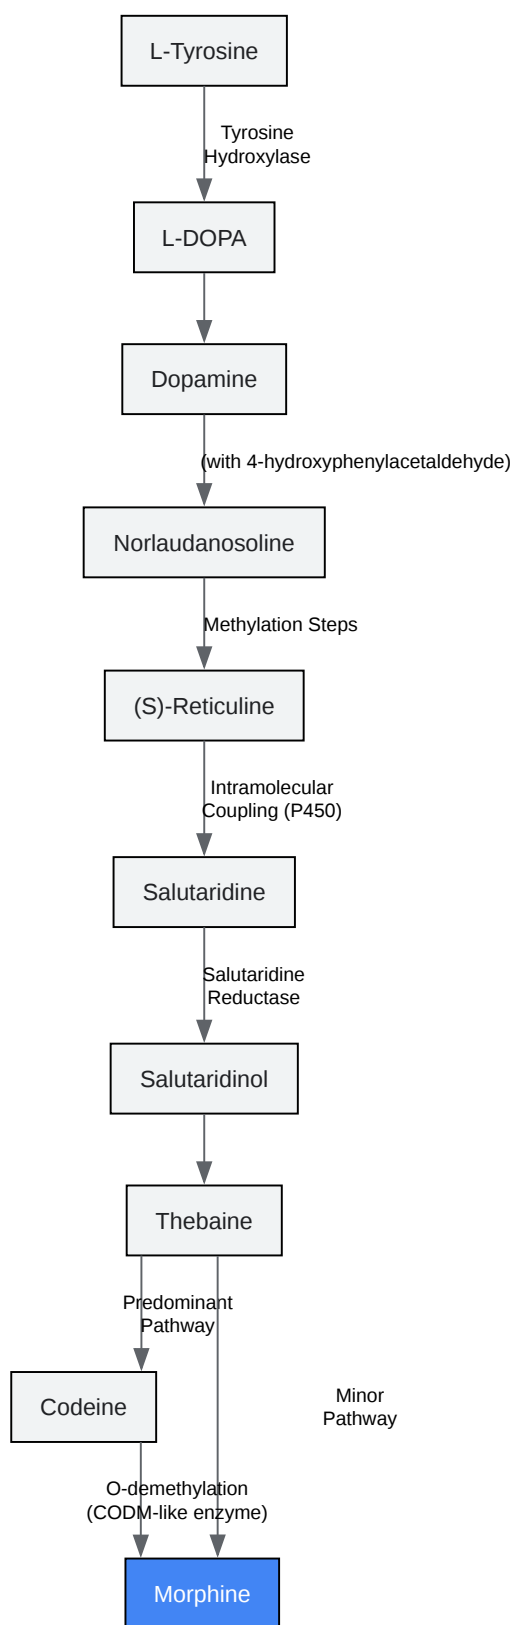 L-Tyrosine
Tyrosine
Hydroxylase
L-DOPA
Dopamine
(with 4-hydroxyphenylacetaldehyde)
Norlaudanosoline
Methylation Steps
(S)-Reticuline
Intramolecular
Coupling (P450)
Salutaridine
Salutaridine
Reductase
Salutaridinol
Thebaine
Predominant
Pathway
Codeine
Minor
Pathway
O-demethylation
(CODM-like enzyme)
Morphine